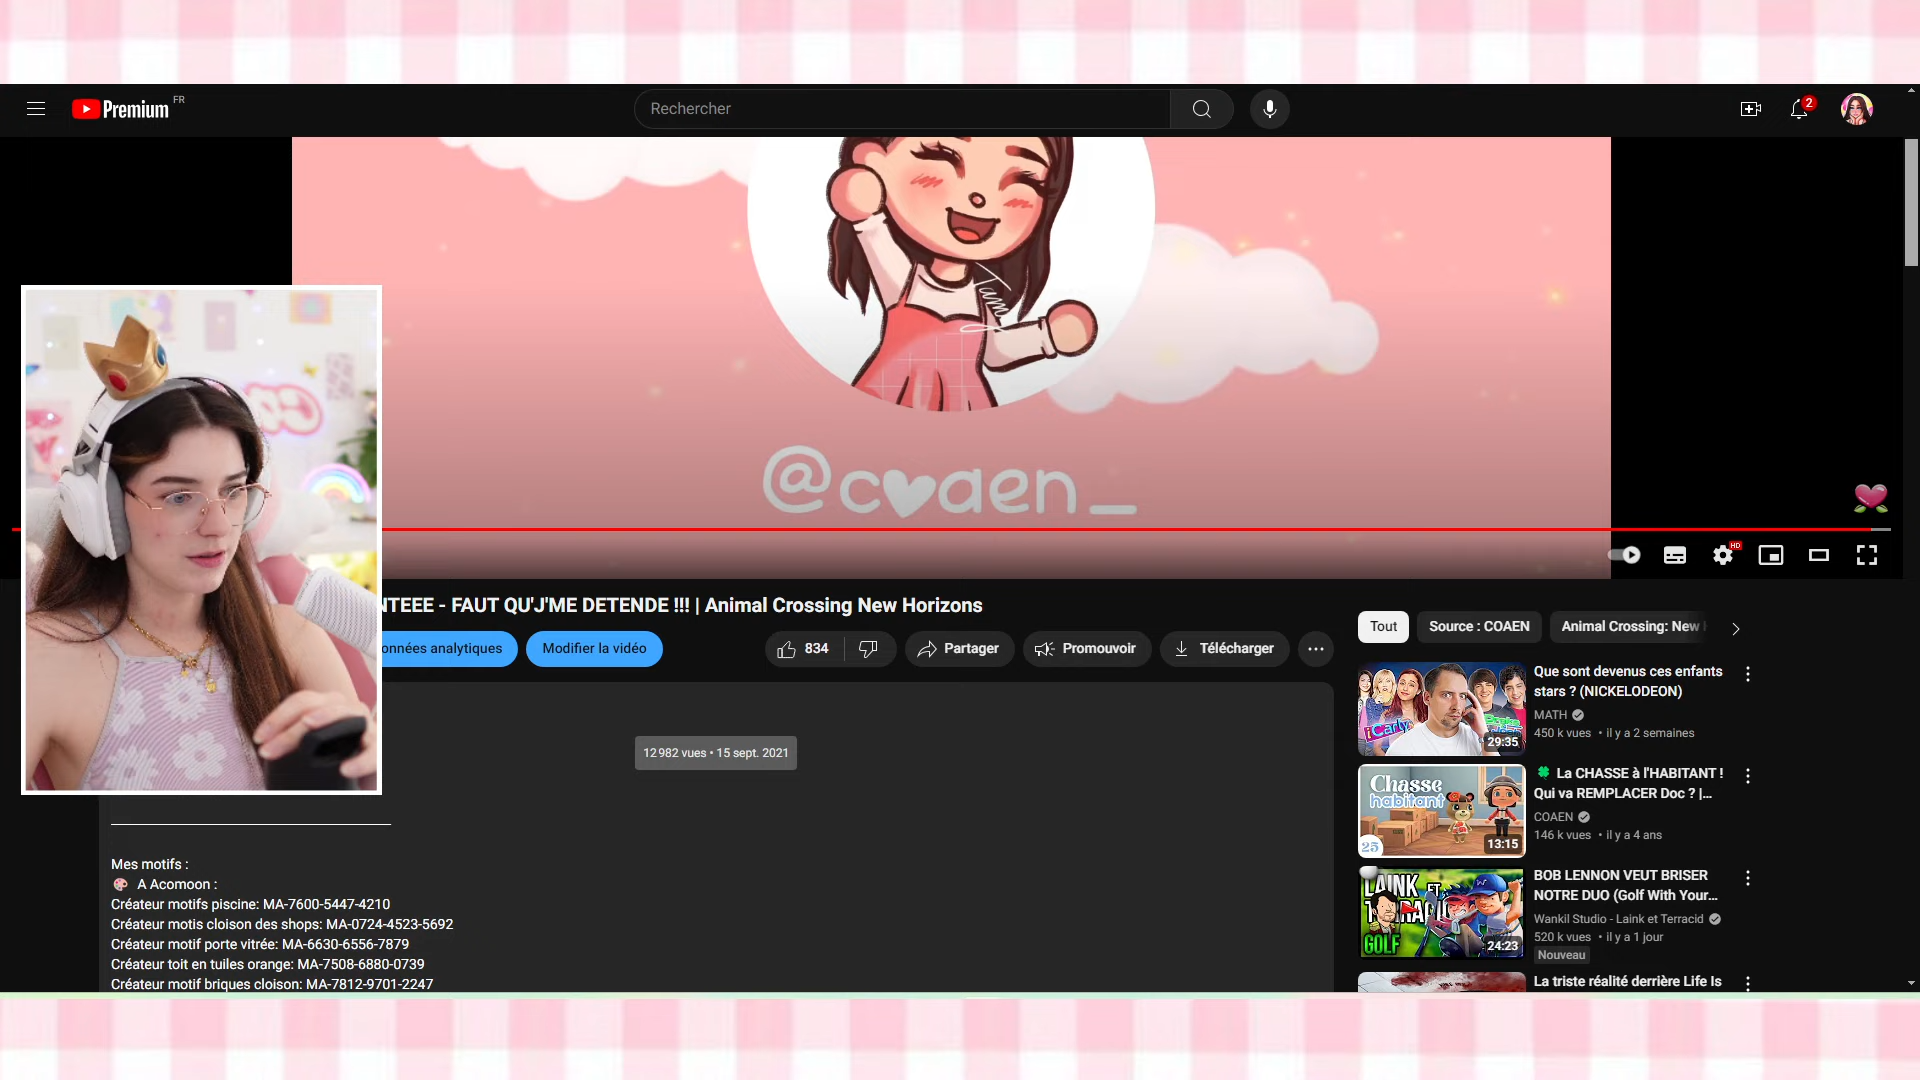 Premium FR
Rechercher
2
@coaen_
HD
NTEEE - FAUT QU'J'ME DETENDE !!! | Animal Crossing New Horizons
onnées analytiques
Modifier la vidéo
834
Partager
Promouvoir
Télécharger
12 982 vues • 15 sept. 2021
Mes motifs :
A Acomoon :
Créateur motifs piscine: MA-7600-5447-4210
Créateur motis cloison des shops: MA-0724-4523-5692
Créateur motif porte vitrée: MA-6630-6556-7879
Créateur toit en tuiles orange: MA-7508-6880-0739
Créateur motif briques cloison: MA-7812-9701-2247
Tout
Source : COAEN
Animal Crossing: New
iCarly
29:35
Que sont devenus ces enfants
stars ? (NICKELODEON)
MATH
450 k vues • il y a 2 semaines
Chasse
habitant
25
13:15
La CHASSE à l'HABITANT !
Qui va REMPLACER Doc ? |...
COAEN
146 k vues • il y a 4 ans
LAINK ET
GOLF
24:23
BOB LENNON VEUT BRISER
NOTRE DUO (Golf With Your...
Wankil Studio - Laink et Terracid
520 k vues • il y a 1 jour
Nouveau
La triste réalité derrière Life Is